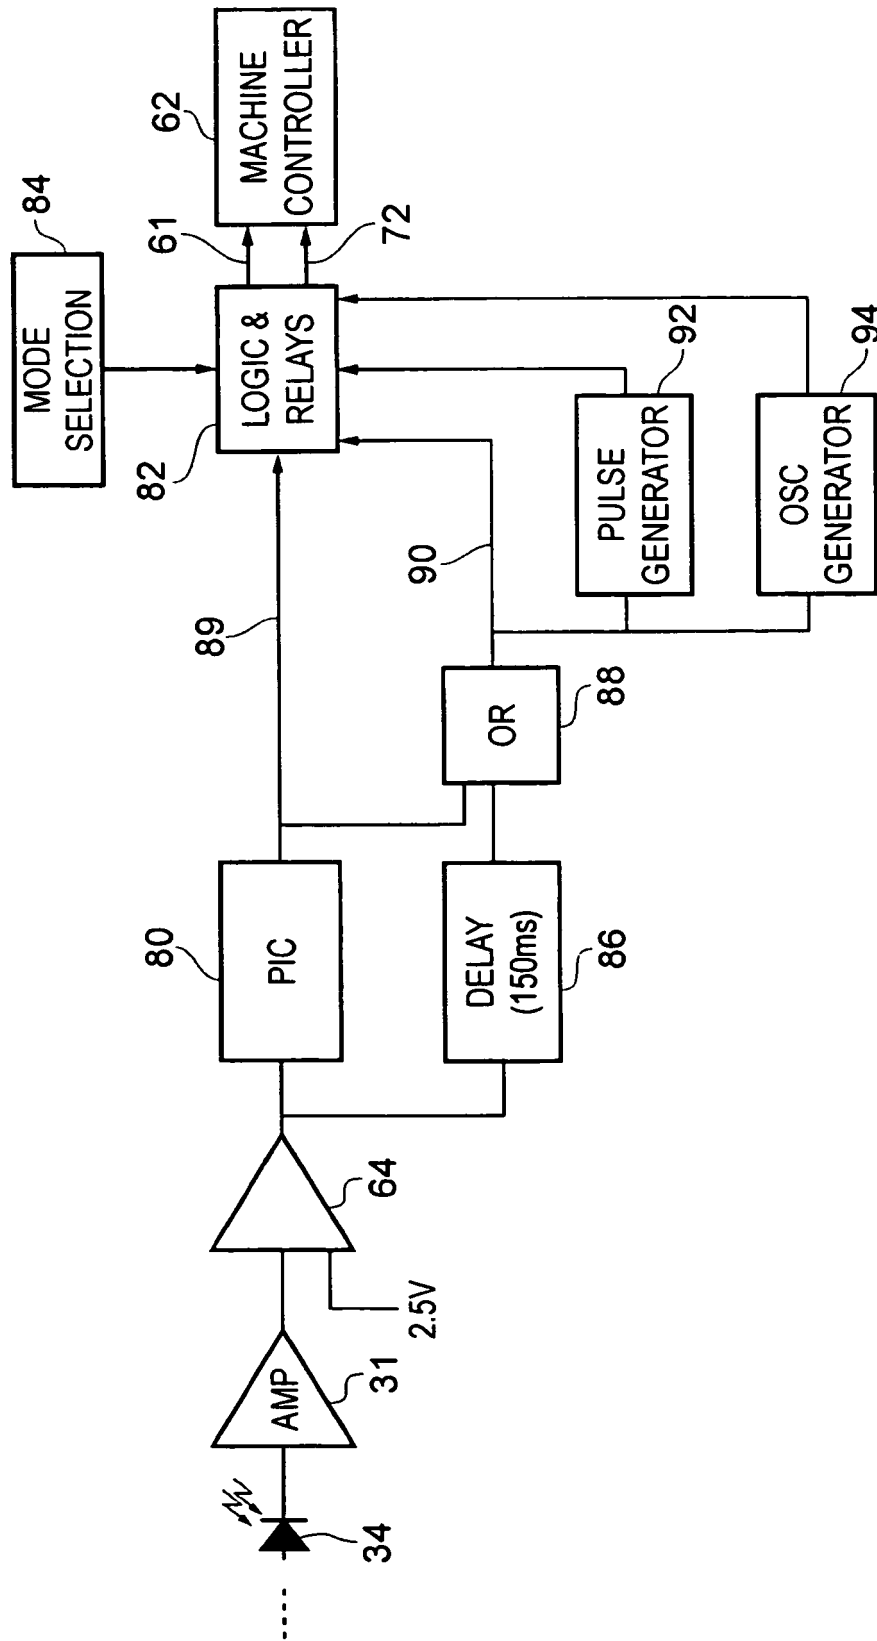 34
AMP
31
2.5V
64
PIC
80
DELAY
(150ms)
86
OR
88
89
90
MODE
SELECTION
84
LOGIC &
RELAYS
82
61
72
MACHINE
CONTROLLER
62
PULSE
GENERATOR
92
OSC
GENERATOR
94